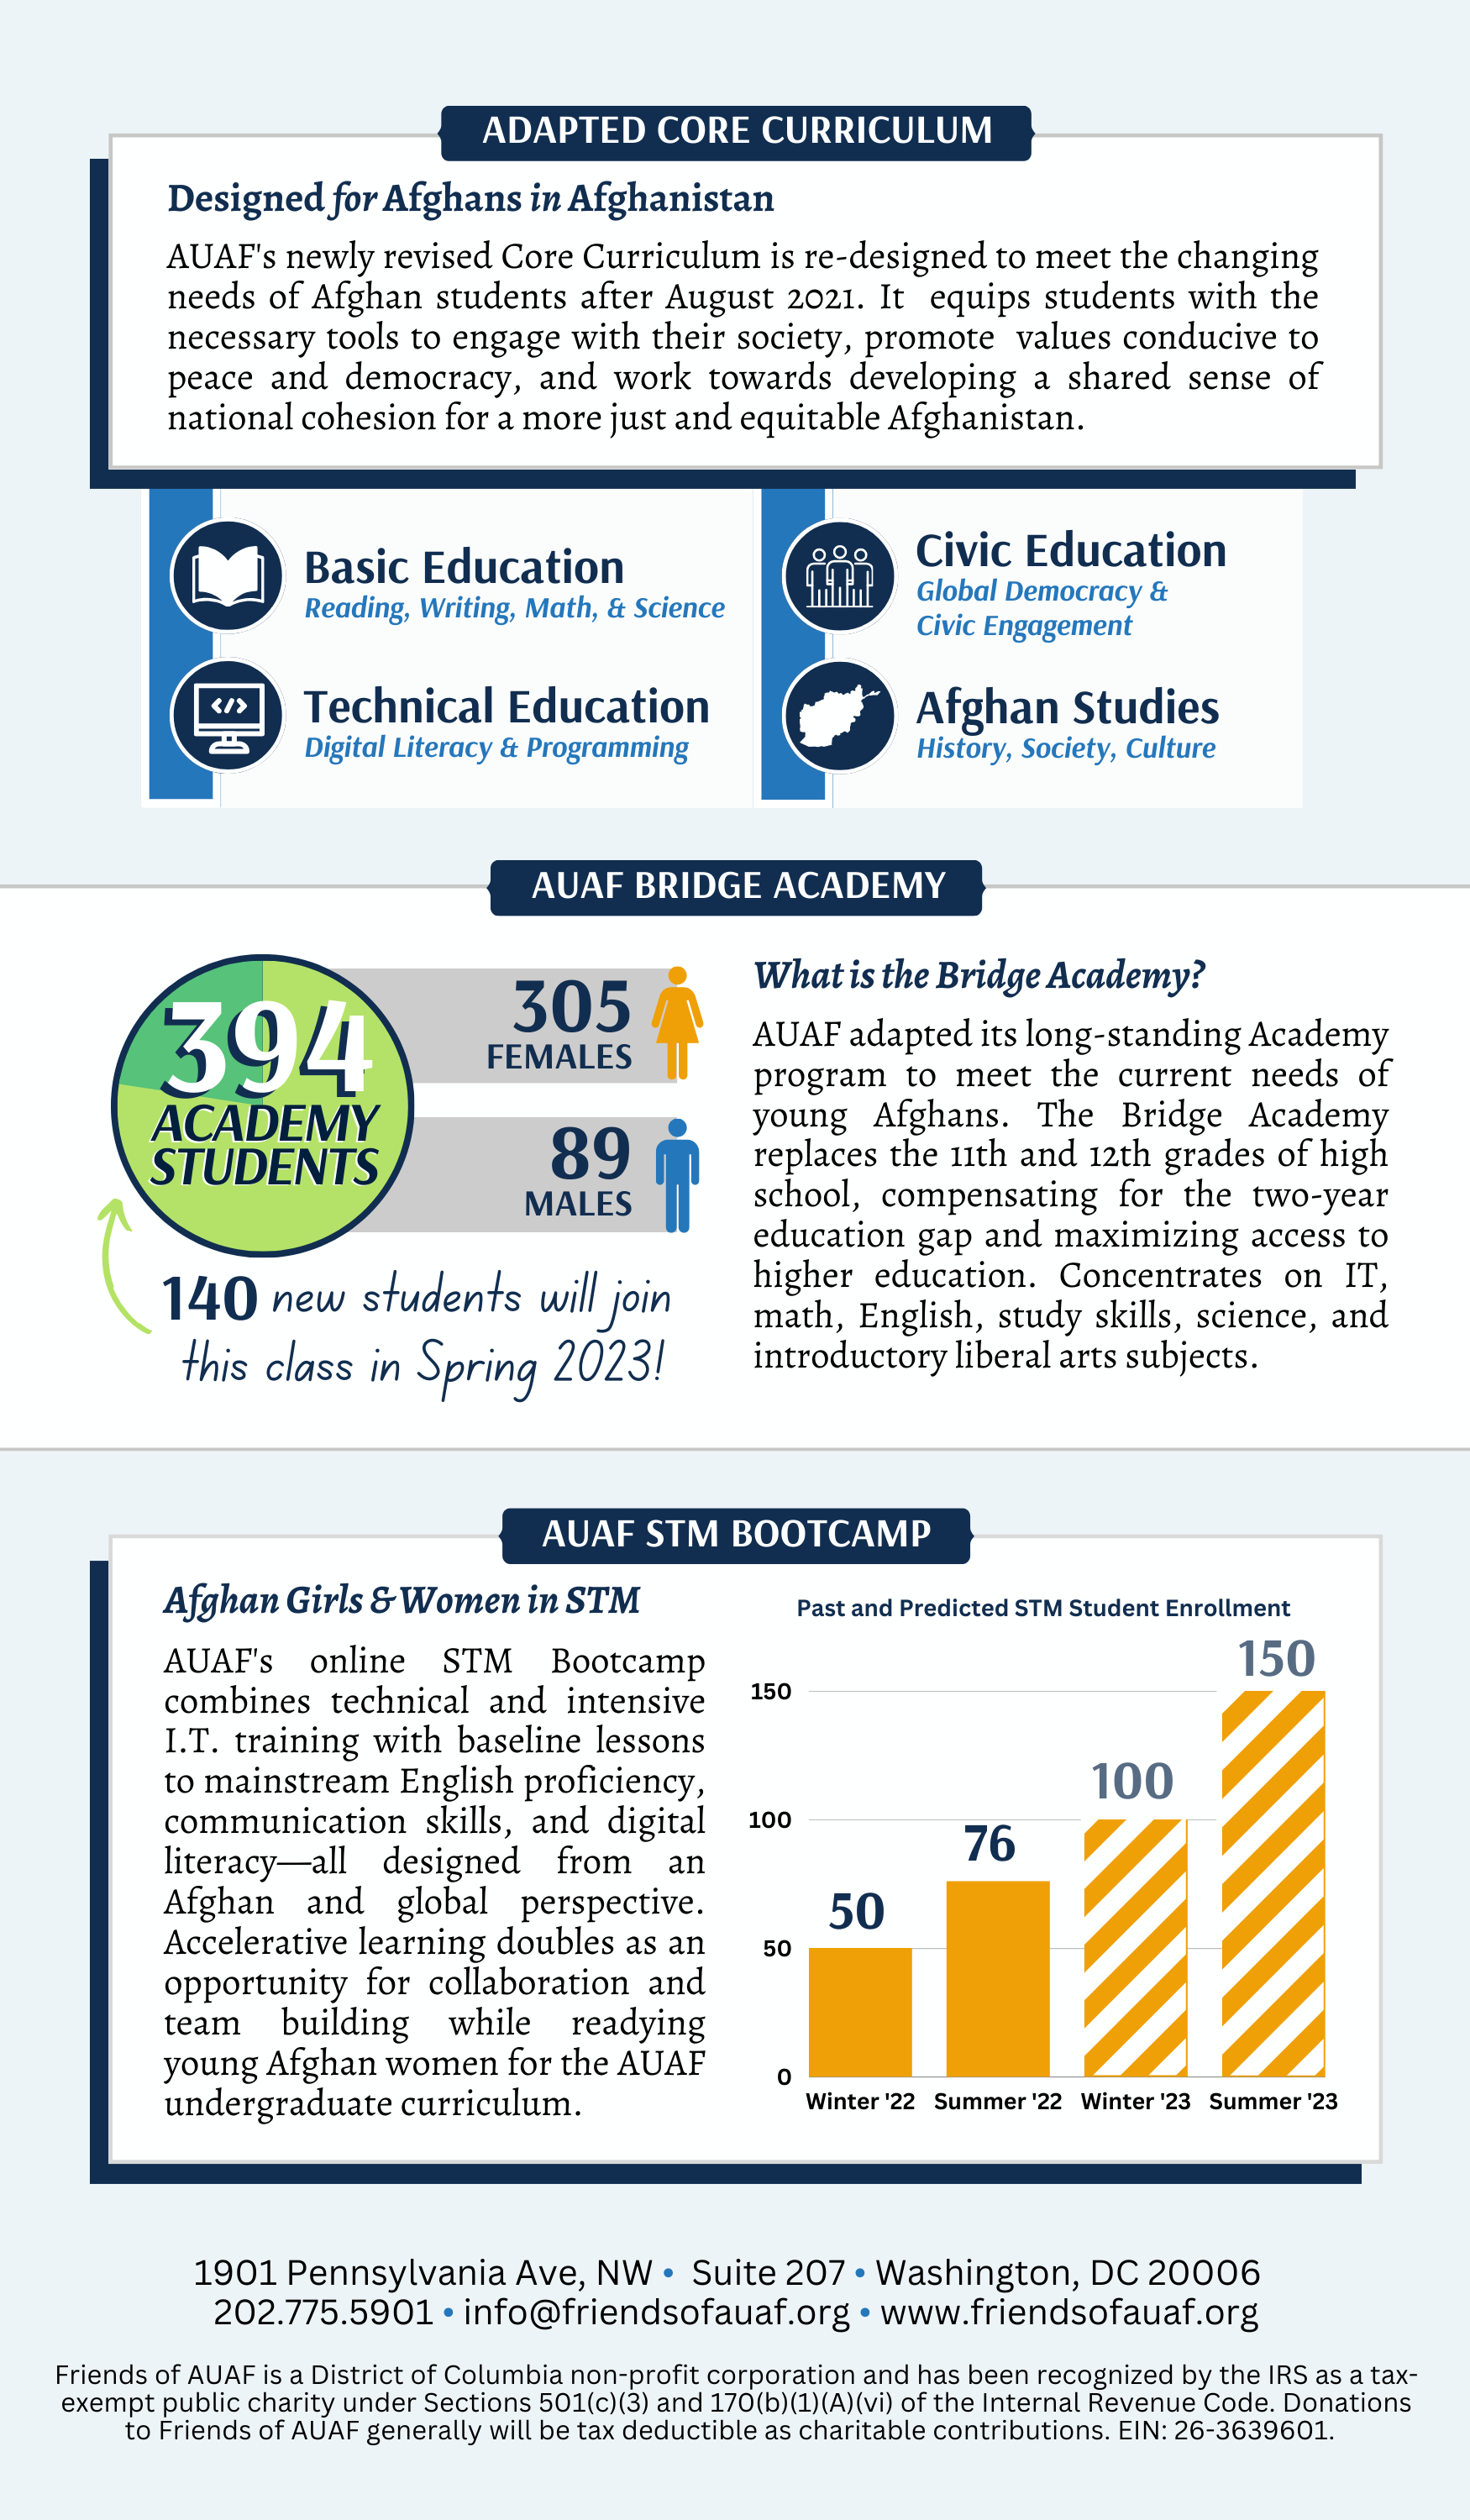 ADAPTED CORE CURRICULUM
Designed for Afghans in Afghanistan
AUAF's newly revised Core Curriculum is re-designed to meet the changing
needs of Afghan students after August 2021. It equips students with the
necessary tools to engage with their society, promote values conducive to
peace and democracy, and work towards developing a shared sense of
national cohesion for a more just and equitable Afghanistan.
Basic Education
Reading, Writing, Math, & Science
Technical Education
Digital Literacy & Programming
Civic Education
Global Democracy &
Civic Engagement
Afghan Studies
History, Society, Culture
AUAF BRIDGE ACADEMY
394
ACADEMY
STUDENTS
305
FEMALES
89
MALES
140 new students will join
this class in Spring 2023!
What is the Bridge Academy?
AUAF adapted its long-standing Academy
program to meet the current needs of
young Afghans. The Bridge Academy
replaces the 11th and 12th grades of high
school, compensating for the two-year
education gap and maximizing access to
higher education. Concentrates on IT,
math, English, study skills, science, and
introductory liberal arts subjects.
AUAF STM BOOTCAMP
Afghan Girls & Women in STM
AUAF's online STM Bootcamp
combines technical and intensive
I.T. training with baseline lessons
to mainstream English proficiency,
communication skills, and digital
literacy—all designed from an
Afghan and global perspective.
Accelerative learning doubles as an
opportunity for collaboration and
team building while readying
young Afghan women for the AUAF
undergraduate curriculum.
Past and Predicted STM Student Enrollment
150
150
100
100
76
50
50
0
Winter '22 Summer '22 Winter '23 Summer '23
1901 Pennsylvania Ave, NW • Suite 207 • Washington, DC 20006
202.775.5901 • info@friendsofauaf.org • www.friendsofauaf.org
Friends of AUAF is a District of Columbia non-profit corporation and has been recognized by the IRS as a tax-
exempt public charity under Sections 501(c)(3) and 170(b)(1)(A)(vi) of the Internal Revenue Code. Donations
to Friends of AUAF generally will be tax deductible as charitable contributions. EIN: 26-3639601.